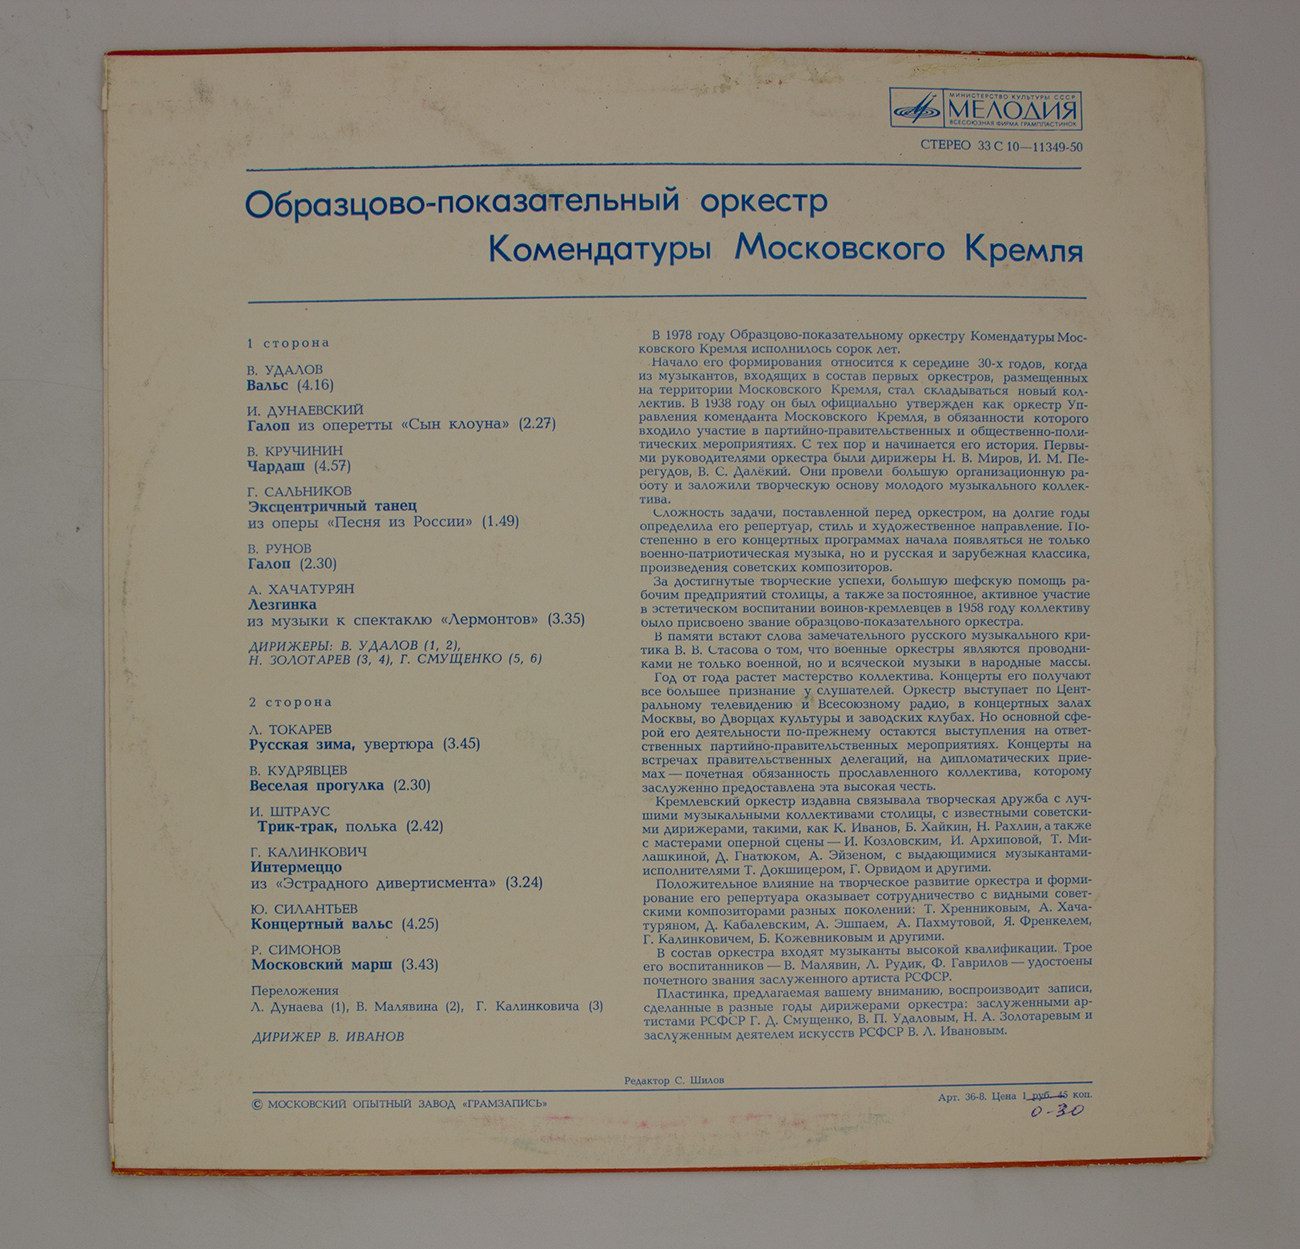 МИНИСТЕРСТВО КУЛЬТУРЫ СССР
МЕЛОДИЯ
ВСЕСОЮЗНАЯ ФИРМА ГРАМПЛАСТИНОК
СТЕРЕО 33 С 10—11349-50
Образцово-показательный оркестр
Комендатуры Московского Кремля
1 сторона
В. УДАЛОВ
Вальс (4.16)
И. ДУНАЕВСКИЙ
Галоп из оперетты «Сын клоуна» (2.27)
В. КРУЧИНИН
Чардаш (4.57)
Г. САЛЬНИКОВ
Эксцентричный танец
из оперы «Песня из России» (1.49)
В. РУНОВ
Галоп (2.30)
А. ХАЧАТУРЯН
Лезгинка
из музыки к спектаклю «Лермонтов» (3.35)
ДИРИЖЕРЫ: В. УДАЛОВ (1, 2),
Н. ЗОЛОТАРЕВ (3, 4), Г. СМУЩЕНКО (5, 6)
2 сторона
Л. ТОКАРЕВ
Русская зима, увертюра (3.45)
В. КУДРЯВЦЕВ
Веселая прогулка (2.30)
И. ШТРАУС
Трик-трак, полька (2.42)
Г. КАЛИНКОВИЧ
Интермеццо
из «Эстрадного дивертисмента» (3.24)
Ю. СИЛАНТЬЕВ
Концертный вальс (4.25)
Р. СИМОНОВ
Московский марш (3.43)
Переложения
Л. Дунаева (1), В. Малявина (2), Г. Калинковича (3)
ДИРИЖЕР В. ИВАНОВ
В 1978 году Образцово-показательному оркестру Комендатуры Мос-
ковского Кремля исполнилось сорок лет.
Начало его формирования относится к середине 30-х годов, когда
из музыкантов, входящих в состав первых оркестров, размещенных
на территории Московского Кремля, стал складываться новый кол-
лектив. В 1938 году он был официально утвержден как оркестр Уп-
равления коменданта Московского Кремля, в обязанности которого
входило участие в партийно-правительственных и общественно-поли-
тических мероприятиях. С тех пор и начинается его история. Первы-
ми руководителями оркестра были дирижеры Н. В. Миров, И. М. Пе-
регудов, В. С. Далёкий. Они провели большую организационную ра-
боту и заложили творческую основу молодого музыкального коллек-
тива.
Сложность задачи, поставленной перед оркестром, на долгие годы
определила его репертуар, стиль и художественное направление. По-
степенно в его концертных программах начала появляться не только
военно-патриотическая музыка, но и русская и зарубежная классика,
произведения советских композиторов.
За достигнутые творческие успехи, большую шефскую помощь ра-
бочим предприятий столицы, а также за постоянное, активное участие
в эстетическом воспитании воинов-кремлевцев в 1958 году коллективу
было присвоено звание образцово-показательного оркестра.
В памяти встают слова замечательного русского музыкального кри-
тика В. В. Стасова о том, что военные оркестры являются проводни-
ками не только военной, но и всяческой музыки в народные массы.
Год от года растет мастерство коллектива. Концерты его получают
все большее признание у слушателей. Оркестр выступает по Цент-
ральному телевидению и Всесоюзному радио, в концертных залах
Москвы, во Дворцах культуры и заводских клубах. Но основной сфе-
рой его деятельности по-прежнему остаются выступления на ответ-
ственных партийно-правительственных мероприятиях. Концерты на
встречах правительственных делегаций, на дипломатических прие-
мах — почетная обязанность прославленного коллектива, которому
заслуженно предоставлена эта высокая честь.
Кремлевский оркестр издавна связывала творческая дружба с луч-
шими музыкальными коллективами столицы, с известными советски-
ми дирижерами, такими, как К. Иванов, Б. Хайкин, Н. Рахлин, а также
с мастерами оперной сцены — И. Козловским, И. Архиповой, Т. Ми-
лашкиной, Д. Гнатюком, А. Эйзеном, с выдающимися музыкантами-
исполнителями Т. Докшицером, Г. Орвидом и другими.
Положительное влияние на творческое развитие оркестра и форми-
рование его репертуара оказывает сотрудничество с видными совет-
скими композиторами разных поколений: Т. Хренниковым, А. Хача-
туряном, Д. Кабалевским, А. Эшпаем, А. Пахмутовой, Я. Френкелем,
Г. Калинковичем, Б. Кожевниковым и другими.
В состав оркестра входят музыканты высокой квалификации. Трое
его воспитанников — В. Малявин, Л. Рудик, Ф. Гаврилов — удостоены
почетного звания заслуженного артиста РСФСР.
Пластинка, предлагаемая вашему вниманию, воспроизводит записи,
сделанные в разные годы дирижерами оркестра: заслуженными ар-
тистами РСФСР Г. Д. Смущенко, В. П. Удаловым, Н. А. Золотаревым и
заслуженным деятелем искусств РСФСР В. Л. Ивановым.
Редактор С. Шилов
© МОСКОВСКИЙ ОПЫТНЫЙ ЗАВОД «ГРАМЗАПИСЬ»
Арт. 36-8. Цена 1 руб. 45 коп.
0-30